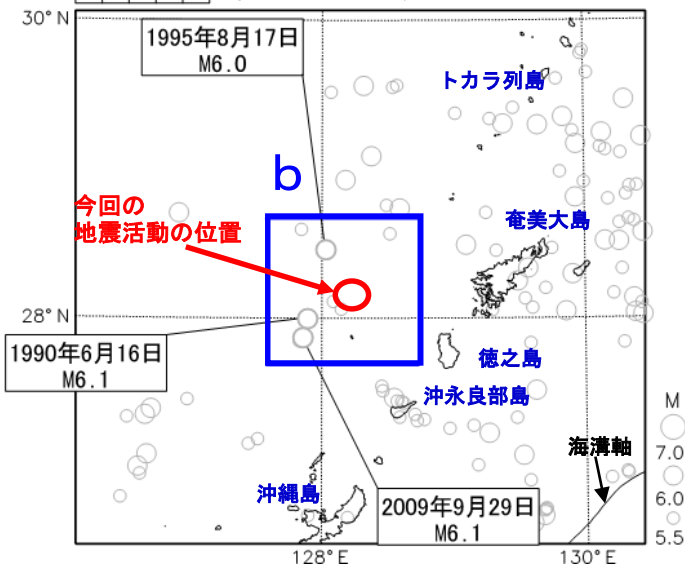 30°N
1995年8月17日
M6.0
トカラ列島
b
今回の
地震活動の位置
奄美大島
28°N
1990年6月16日
M6.1
徳之島
沖永良部島
M
7.0
6.0
5.5
海溝軸
沖縄島
2009年9月29日
M6.1
128°E
130°E